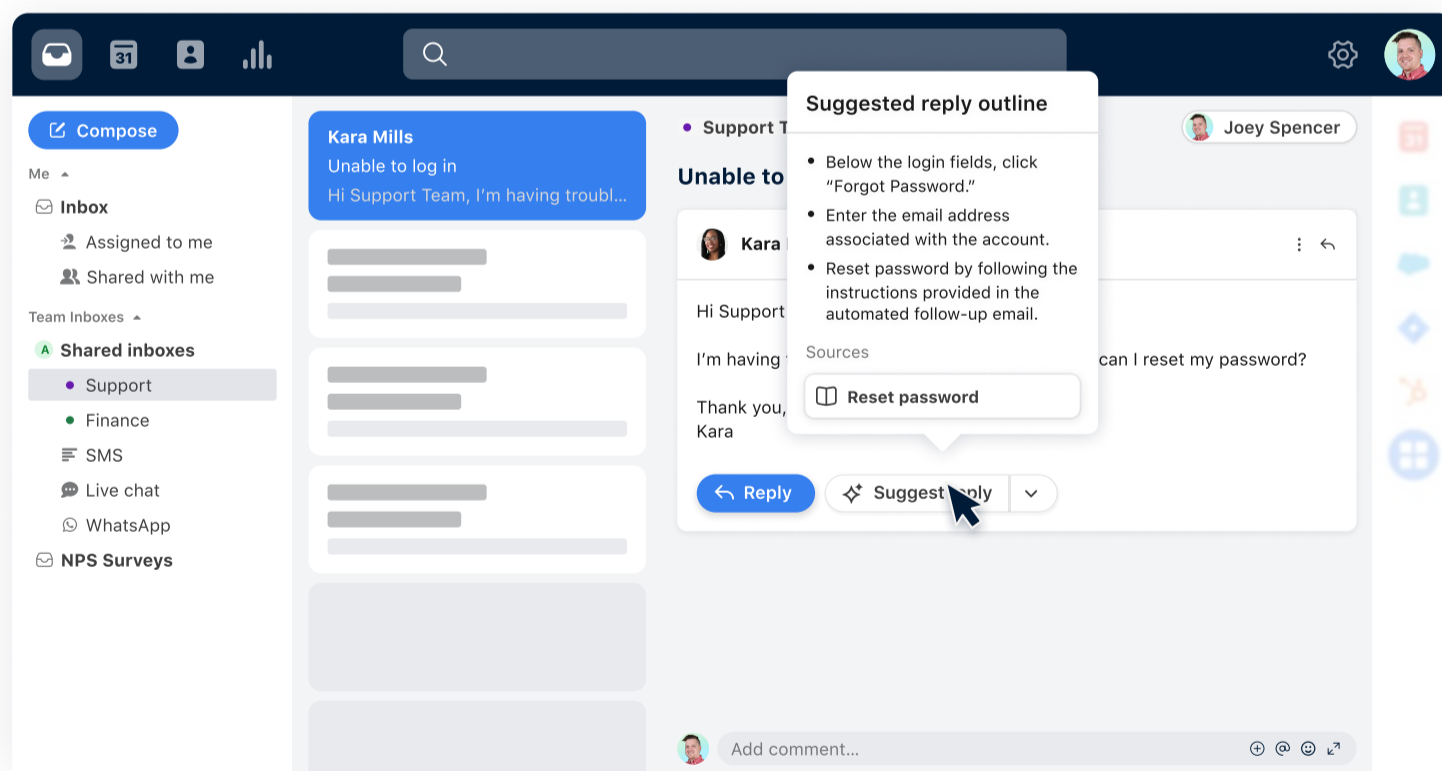 31
Compose
Me
Inbox
Assigned to me
Shared with me
Team Inboxes
A Shared inboxes
Support
Finance
SMS
Live chat
WhatsApp
NPS Surveys
Kara Mills
Unable to log in
Hi Support Team, I’m having troubl...
Support T
Joey Spencer
Unable to
Kara
Hi Support
I’m having
can I reset my password?
Thank you,
Kara
Suggested reply outline
• Below the login fields, click
“Forgot Password.”
• Enter the email address
associated with the account.
• Reset password by following the
instructions provided in the
automated follow-up email.
Sources
Reset password
Reply
Suggest reply
Add comment...
31